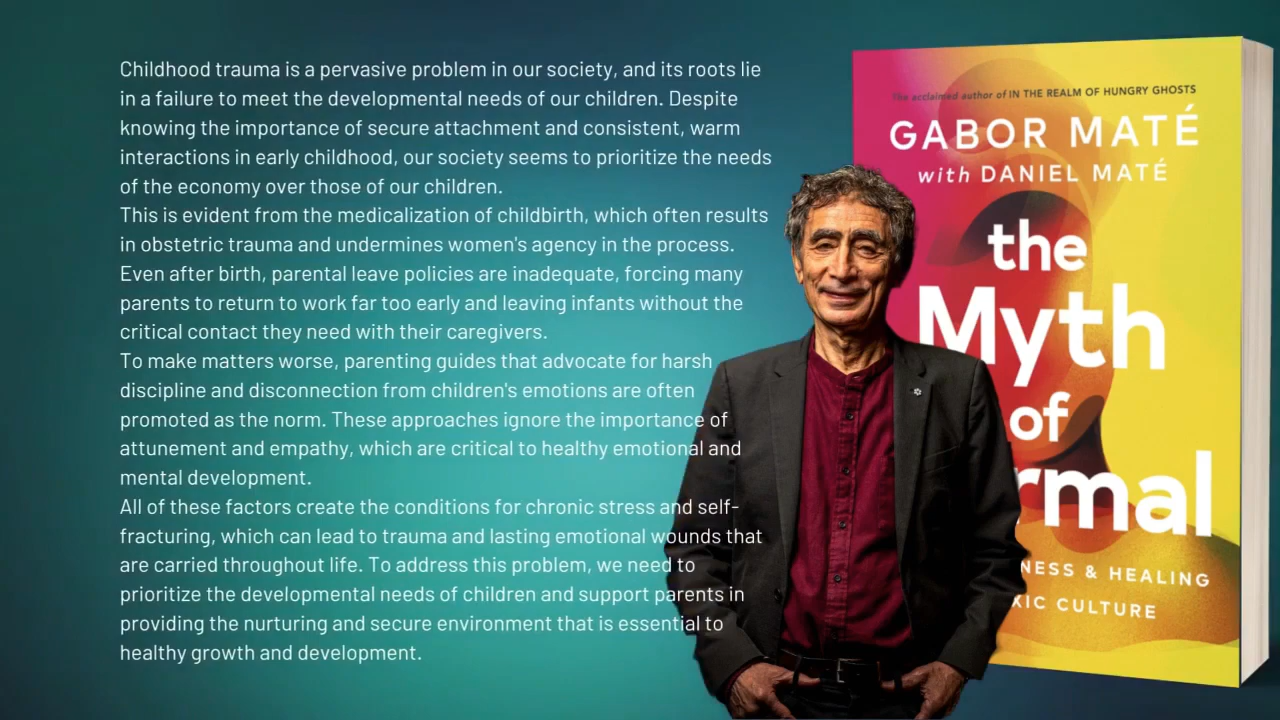 Childhood trauma is a pervasive problem in our society, and its roots lie
in a failure to meet the developmental needs of our children. Despite
knowing the importance of secure attachment and consistent, warm
interactions in early childhood, our society seems to prioritize the needs
of the economy over those of our children.
This is evident from the medicalization of childbirth, which often results
in obstetric trauma and undermines women's agency in the process.
Even after birth, parental leave policies are inadequate, forcing many
parents to return to work far too early and leaving infants without the
critical contact they need with their caregivers.
To make matters worse, parenting guides that advocate for harsh
discipline and disconnection from children's emotions are often
promoted as the norm. These approaches ignore the importance of
attunement and empathy, which are critical to healthy emotional and
mental development.
All of these factors create the conditions for chronic stress and self-
fracturing, which can lead to trauma and lasting emotional wounds that
are carried throughout life. To address this problem, we need to
prioritize the developmental needs of children and support parents in
providing the nurturing and secure environment that is essential to
healthy growth and development.
The acclaimed author of IN THE REALM OF HUNGRY GHOSTS
GABOR MATÉ
with DANIEL MATÉ
the
Myth
of
rmal
NESS & HEALING
XIC CULTURE